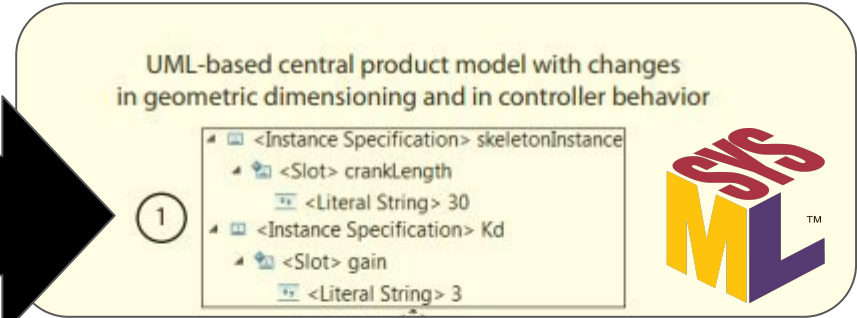 UML-based central product model with changes
in geometric dimensioning and in controller behavior
<Instance Specification> skeletonInstance
<Slot> crankLength
<Literal String> 30
1
<Instance Specification> Kd
<Slot> gain
<Literal String> 3
SYS
ML
TM